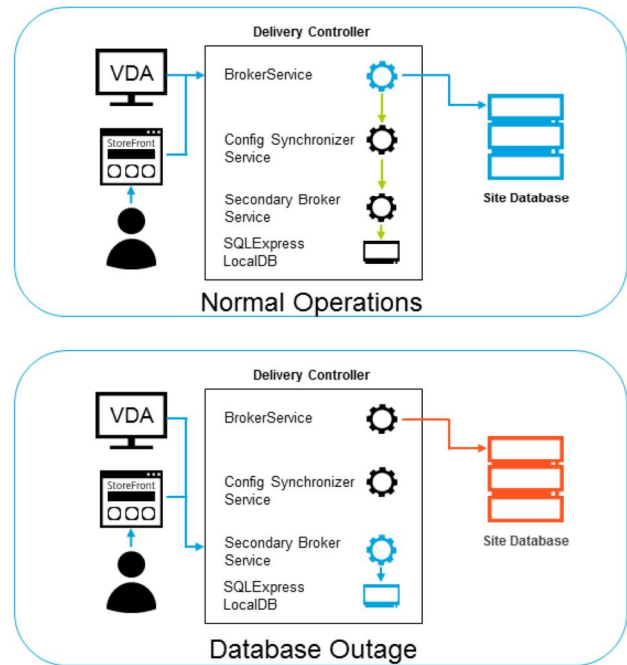 Delivery Controller
VDA
BrokerService
StoreFront
Config Synchronizer
Service
Secondary Broker
Service
Site Database
SQLExpress
LocalDB
Normal Operations
Delivery Controller
VDA
BrokerService
StoreFront
Config Synchronizer
Service
Secondary Broker
Service
Site Database
SQLExpress
LocalDB
Database Outage